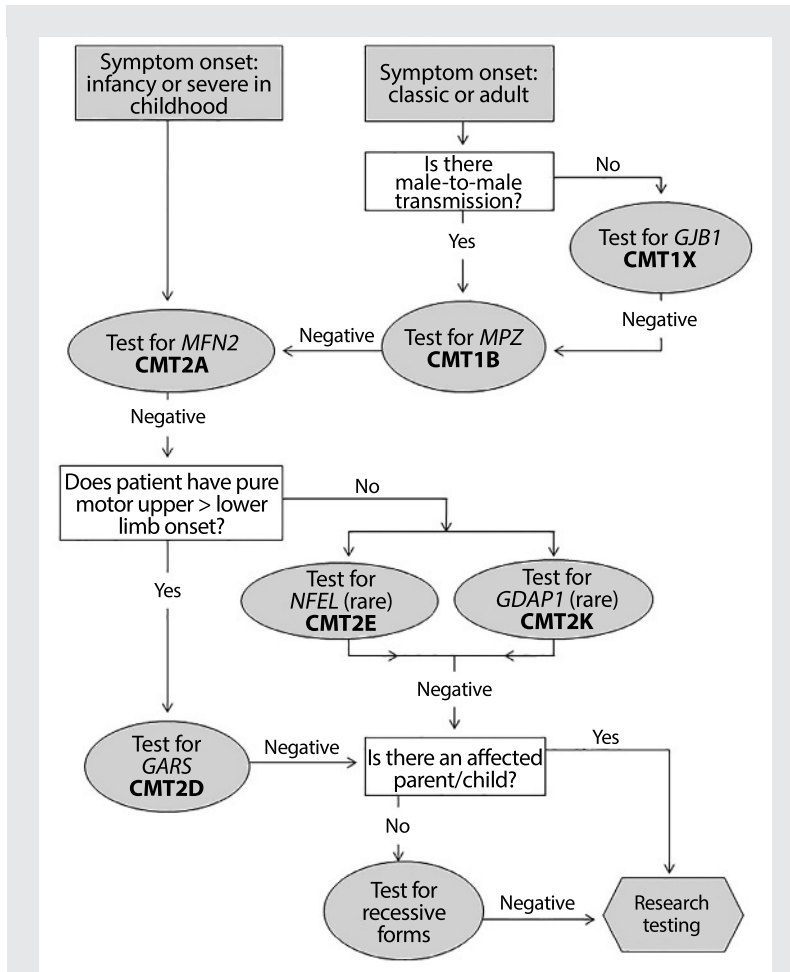 Symptom onset:
infancy or severe in
childhood
Symptom onset:
classic or adult
Is there
male-to-male
transmission?
No
Yes
Test for GJB1
CMT1X
Negative
Test for MPZ
CMT1B
Negative
Test for MFN2
CMT2A
Negative
Does patient have pure
motor upper > lower
limb onset?
No
Yes
Test for
NFEL (rare)
CMT2E
Test for
GDAP1 (rare)
CMT2K
Negative
Test for
GARS
CMT2D
Negative
Is there an affected
parent/child?
Yes
No
Test for
recessive
forms
Negative
Research
testing